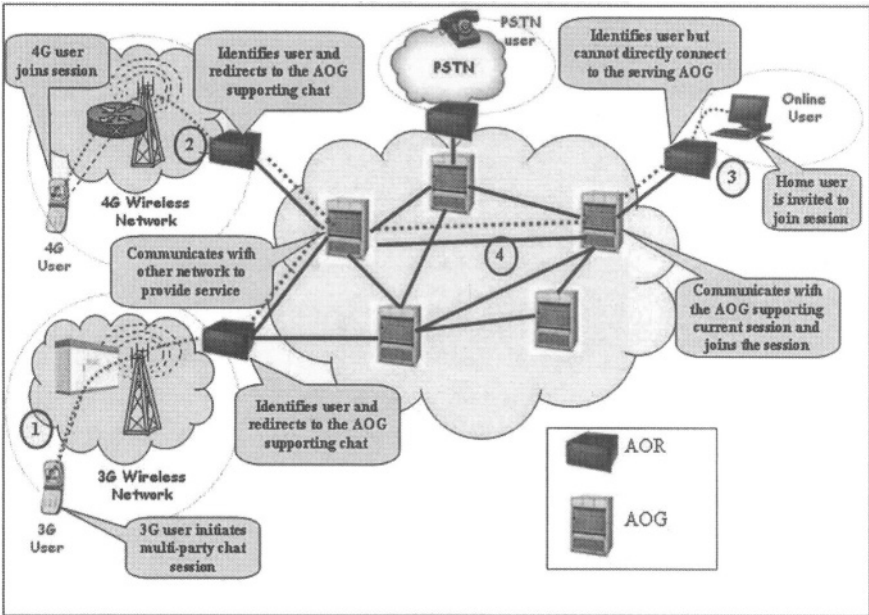 4G user
joins session
Identifies user and
redirects to the AOG
supporting chat
PSTN
user
PSTN
Identifies user but
cannot directly connect
to the serving AOG
Online
User
2
3
4G Wireless
Network
4G
User
Home user
is invited to
join session
Communicates with
other network to
provide service
4
Communicates with
the AOG supporting
current session and
joins the session
1
Identifies user and
redirects to the AOG
supporting chat
3G Wireless
Network
3G
User
3G user initiates
multi-party chat
session
AOR
AOG